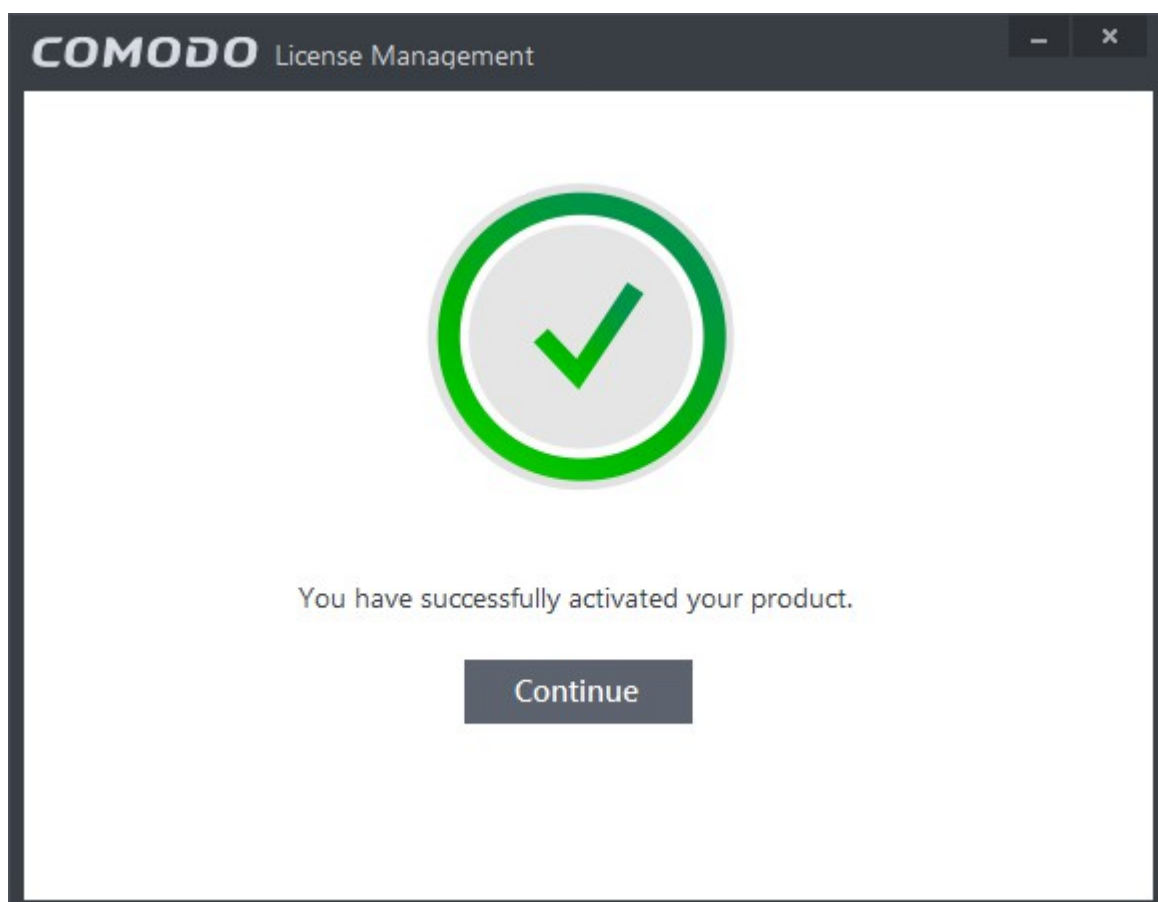 COMODO License Management
You have successfully activated your product.
Continue